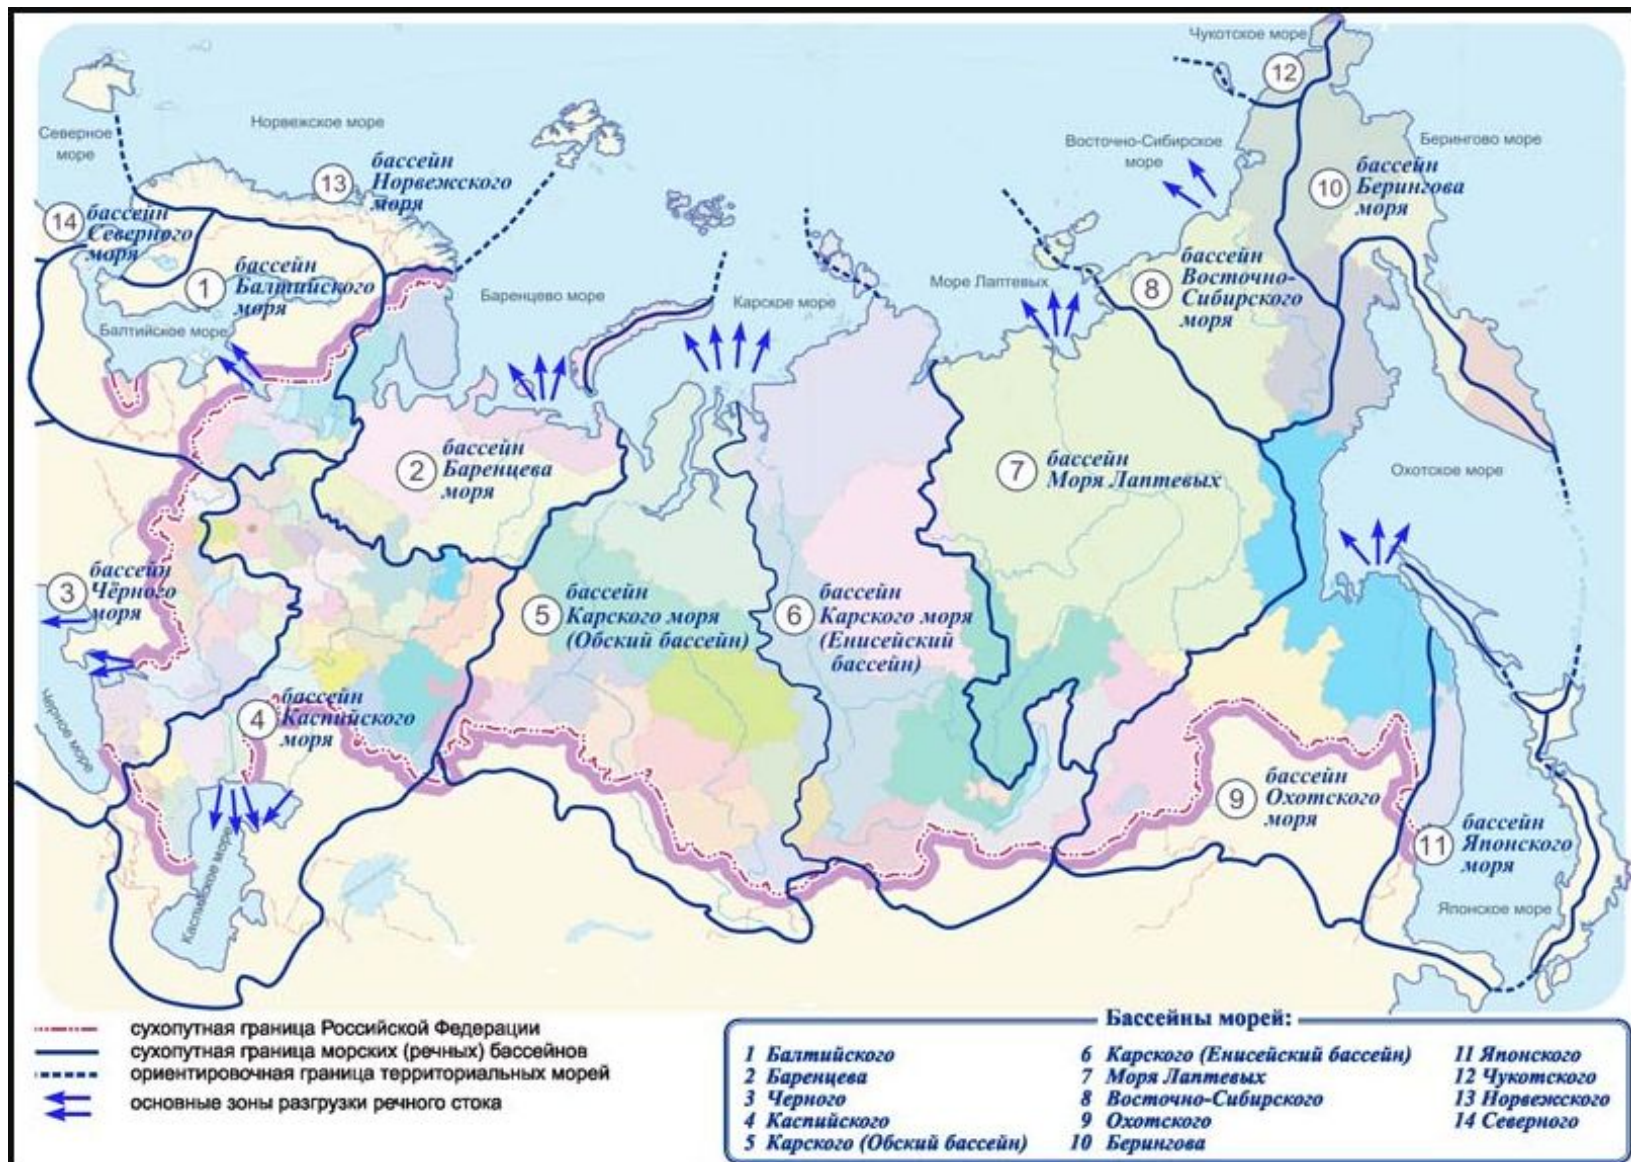 Чукотское море
12
Северное
море
Норвежское море
13
бассейн
Норвежского
моря
Восточно-Сибирское
море
Берингово море
10
бассейн
Берингова
моря
14
бассейн
Северного
моря
1
бассейн
Балтийского
моря
Балтийское море
Баренцево море
Карское море
Море Лаптевых
8
бассейн
Восточно-
Сибирского
моря
2
бассейн
Баренцева
моря
7
бассейн
Моря Лаптевых
Охотское море
3
бассейн
Чёрного
моря
5
бассейн
Карского моря
(Обский бассейн)
6
бассейн
Карского моря
(Енисейский
бассейн)
Черное море
4
бассейн
Каспийского
моря
Каспийское море
9
бассейн
Охотского
моря
11
бассейн
Японского
моря
Японское море
сухопутная граница Российской Федерации
сухопутная граница морских (речных) бассейнов
ориентировочная граница территориальных морей
основные зоны разгрузки речного стока
Бассейны морей:
1 Балтийского
2 Баренцева
3 Черного
4 Каспийского
5 Карского (Обский бассейн)
6 Карского (Енисейский бассейн)
7 Моря Лаптевых
8 Восточно-Сибирского
9 Охотского
10 Берингова
11 Японского
12 Чукотского
13 Норвежского
14 Северного